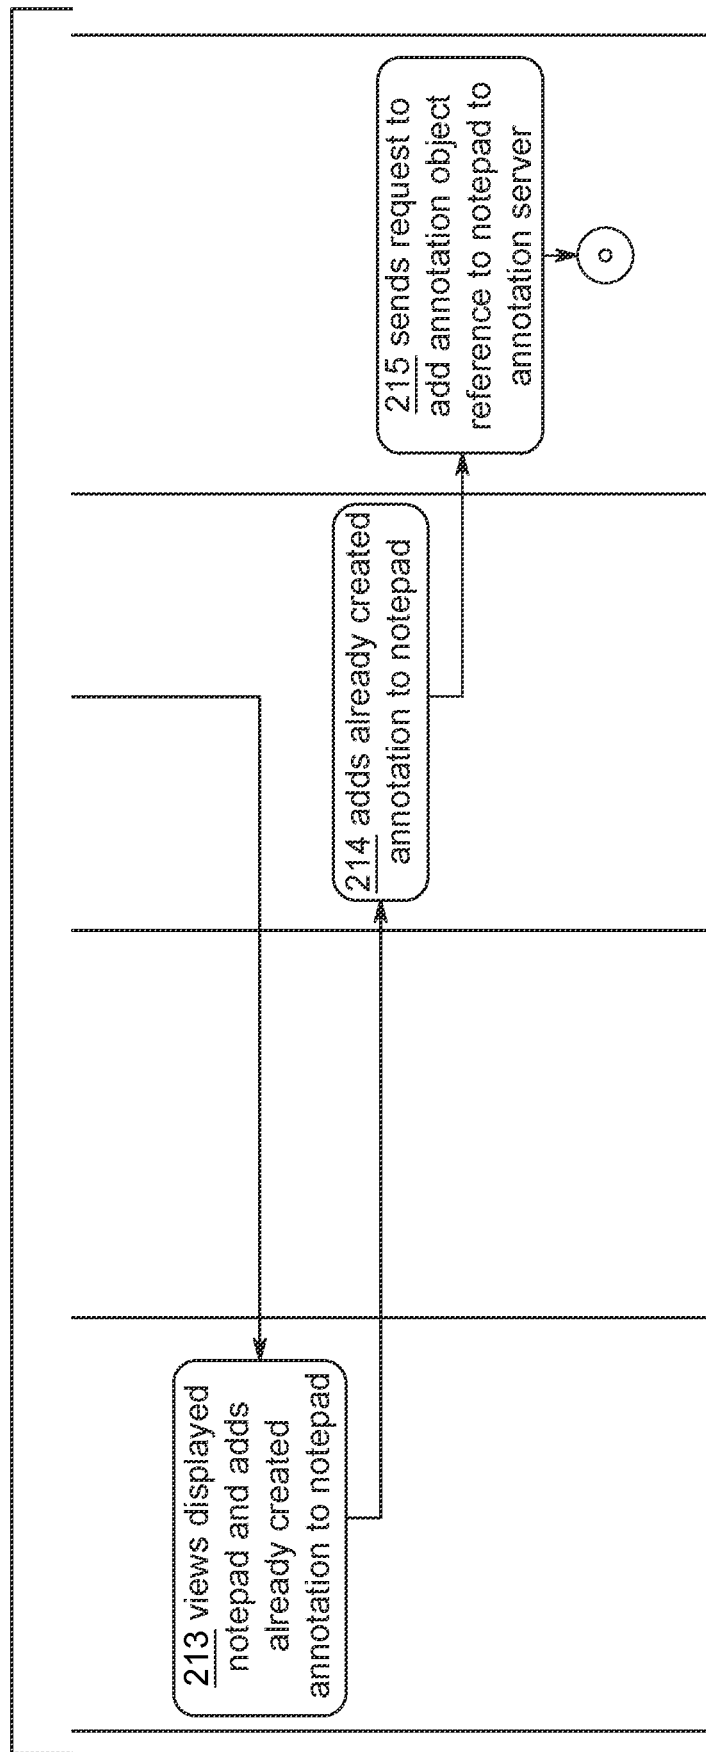 213 views displayed
notepad and adds
already created
annotation to notepad
214 adds already created
annotation to notepad
215 sends request to
add annotation object
reference to notepad to
annotation server